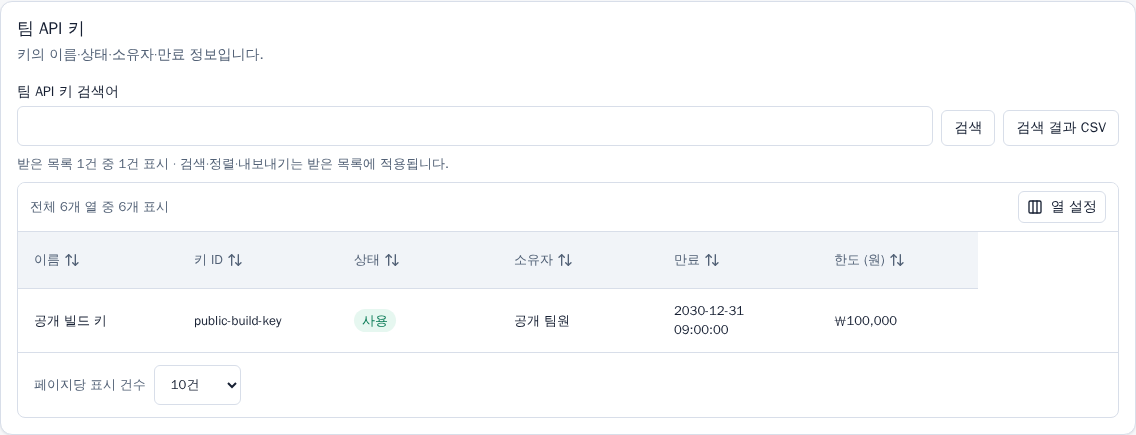 팀 API 키
키의 이름·상태·소유자·만료 정보입니다.
팀 API 키 검색어
검색
검색 결과 CSV
받은 목록 1건 중 1건 표시 · 검색·정렬·내보내기는 받은 목록에 적용됩니다.
전체 6개 열 중 6개 표시
열 설정
이름 키 ID 상태 소유자 만료 한도 (원)
공개 빌드 키 public-build-key 사용 공개 팀원 2030-12-31 09:00:00 ₩100,000
페이지당 표시 건수 10건